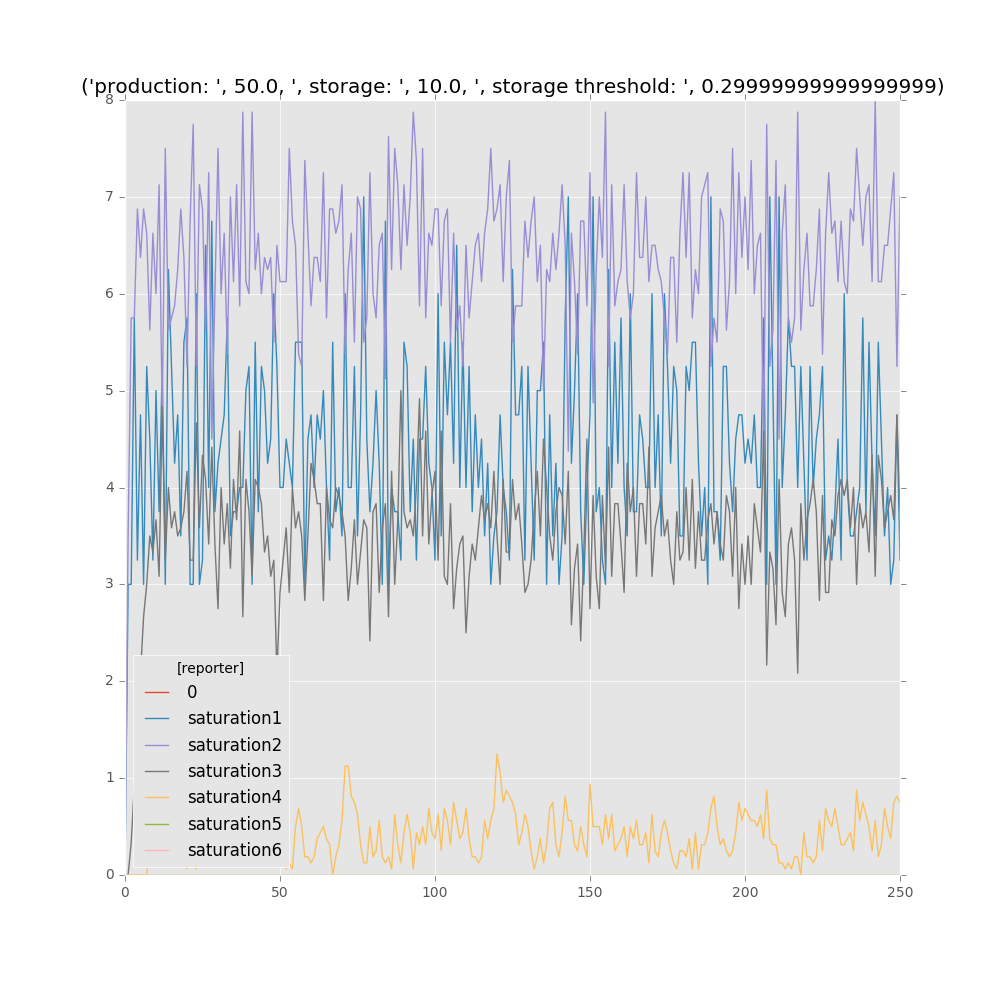 ('production: ', 50.0, ', storage: ', 10.0, ', storage threshold: ', 0.29999999999999999)
8
7
6
5
4
3
2
1
0
[reporter]
0
saturation1
saturation2
saturation3
saturation4
saturation5
saturation6
0 50 100 150 200 250